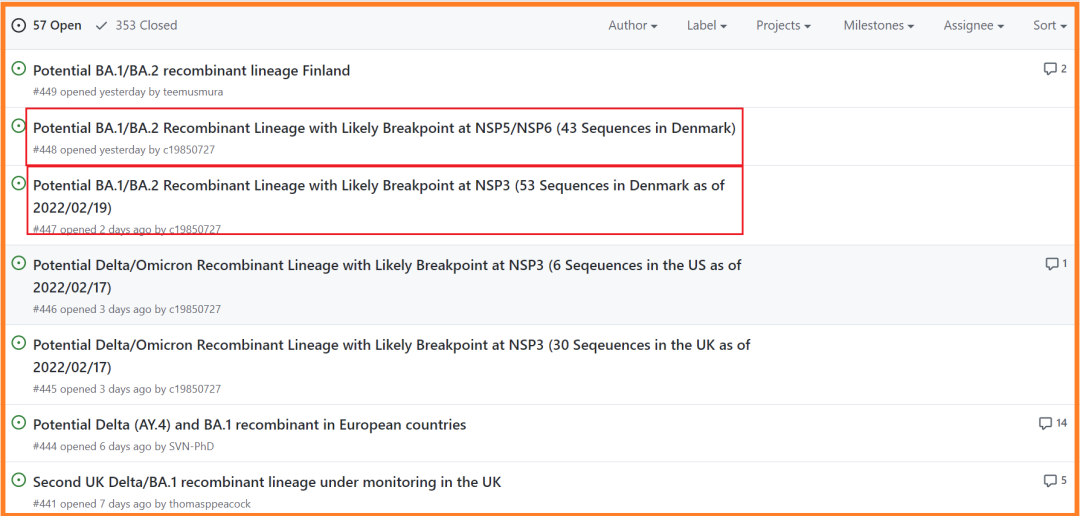 57 Open 353 Closed Author Label Projects Milestones Assignee Sort
Potential BA.1/BA.2 recombinant lineage Finland 2
#449 opened yesterday by teemusmura
Potential BA.1/BA.2 Recombinant Lineage with Likely Breakpoint at NSP5/NSP6 (43 Sequences in Denmark)
#448 opened yesterday by c19850727
Potential BA.1/BA.2 Recombinant Lineage with Likely Breakpoint at NSP3 (53 Sequences in Denmark as of
2022/02/19)
#447 opened 2 days ago by c19850727
Potential Delta/Omicron Recombinant Lineage with Likely Breakpoint at NSP3 (6 Seqeuences in the US as of 1
2022/02/17)
#446 opened 3 days ago by c19850727
Potential Delta/Omicron Recombinant Lineage with Likely Breakpoint at NSP3 (30 Seqeuences in the UK as of
2022/02/17)
#445 opened 3 days ago by c19850727
Potential Delta (AY.4) and BA.1 recombinant in European countries 14
#444 opened 6 days ago by SVN-PhD
Second UK Delta/BA.1 recombinant lineage under monitoring in the UK 5
#441 opened 7 days ago by thomasppeacock